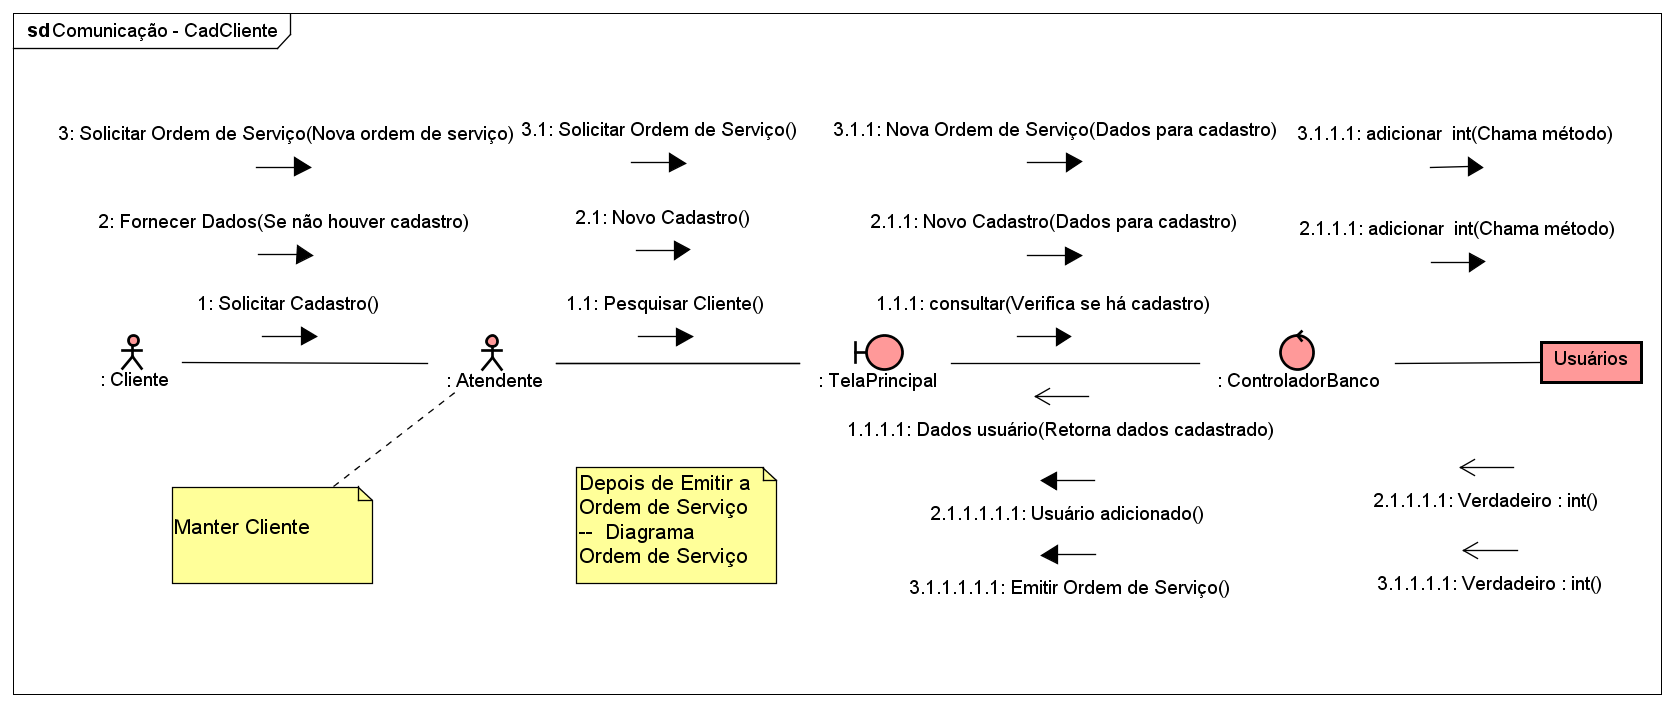 sd Comunicação - CadCliente
3: Solicitar Ordem de Serviço(Nova ordem de serviço)
3.1: Solicitar Ordem de Serviço()
3.1.1: Nova Ordem de Serviço(Dados para cadastro)
3.1.1.1: adicionar int(Chama método)
2: Fornecer Dados(Se não houver cadastro)
2.1: Novo Cadastro()
2.1.1: Novo Cadastro(Dados para cadastro)
2.1.1.1: adicionar int(Chama método)
1: Solicitar Cadastro()
1.1: Pesquisar Cliente()
1.1.1: consultar(Verifica se há cadastro)
: Cliente
: Atendente
: TelaPrincipal
: ControladorBanco
Usuários
1.1.1.1: Dados usuário(Retorna dados cadastrado)
2.1.1.1.1: Verdadeiro : int()
2.1.1.1.1.1: Usuário adicionado()
3.1.1.1.1: Verdadeiro : int()
3.1.1.1.1.1: Emitir Ordem de Serviço()
Manter Cliente
Depois de Emitir a
Ordem de Serviço
-- Diagrama
Ordem de Serviço